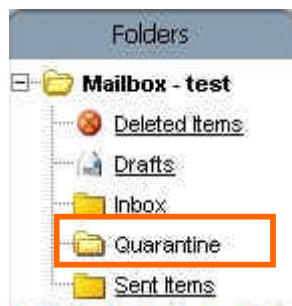 Folders
Mailbox - test
Deleted Items
Drafts
Inbox
Quarantine
Sent Items